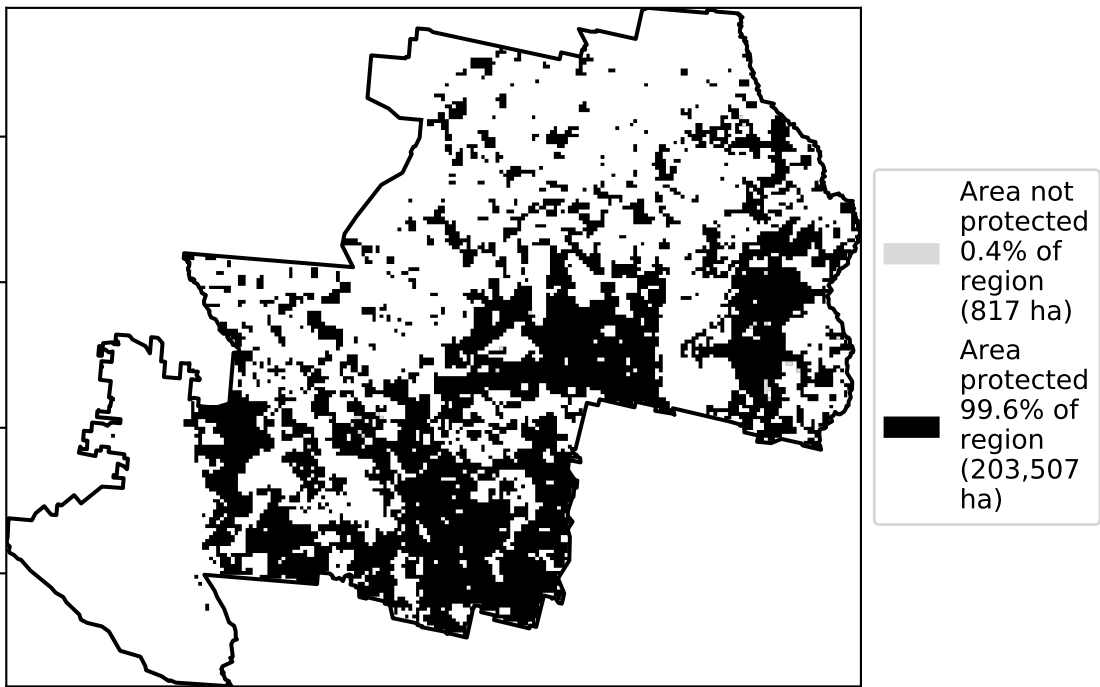 Area not
protected
0.4% of
region
(817 ha)
Area
protected
99.6% of
region
(203,507
ha)